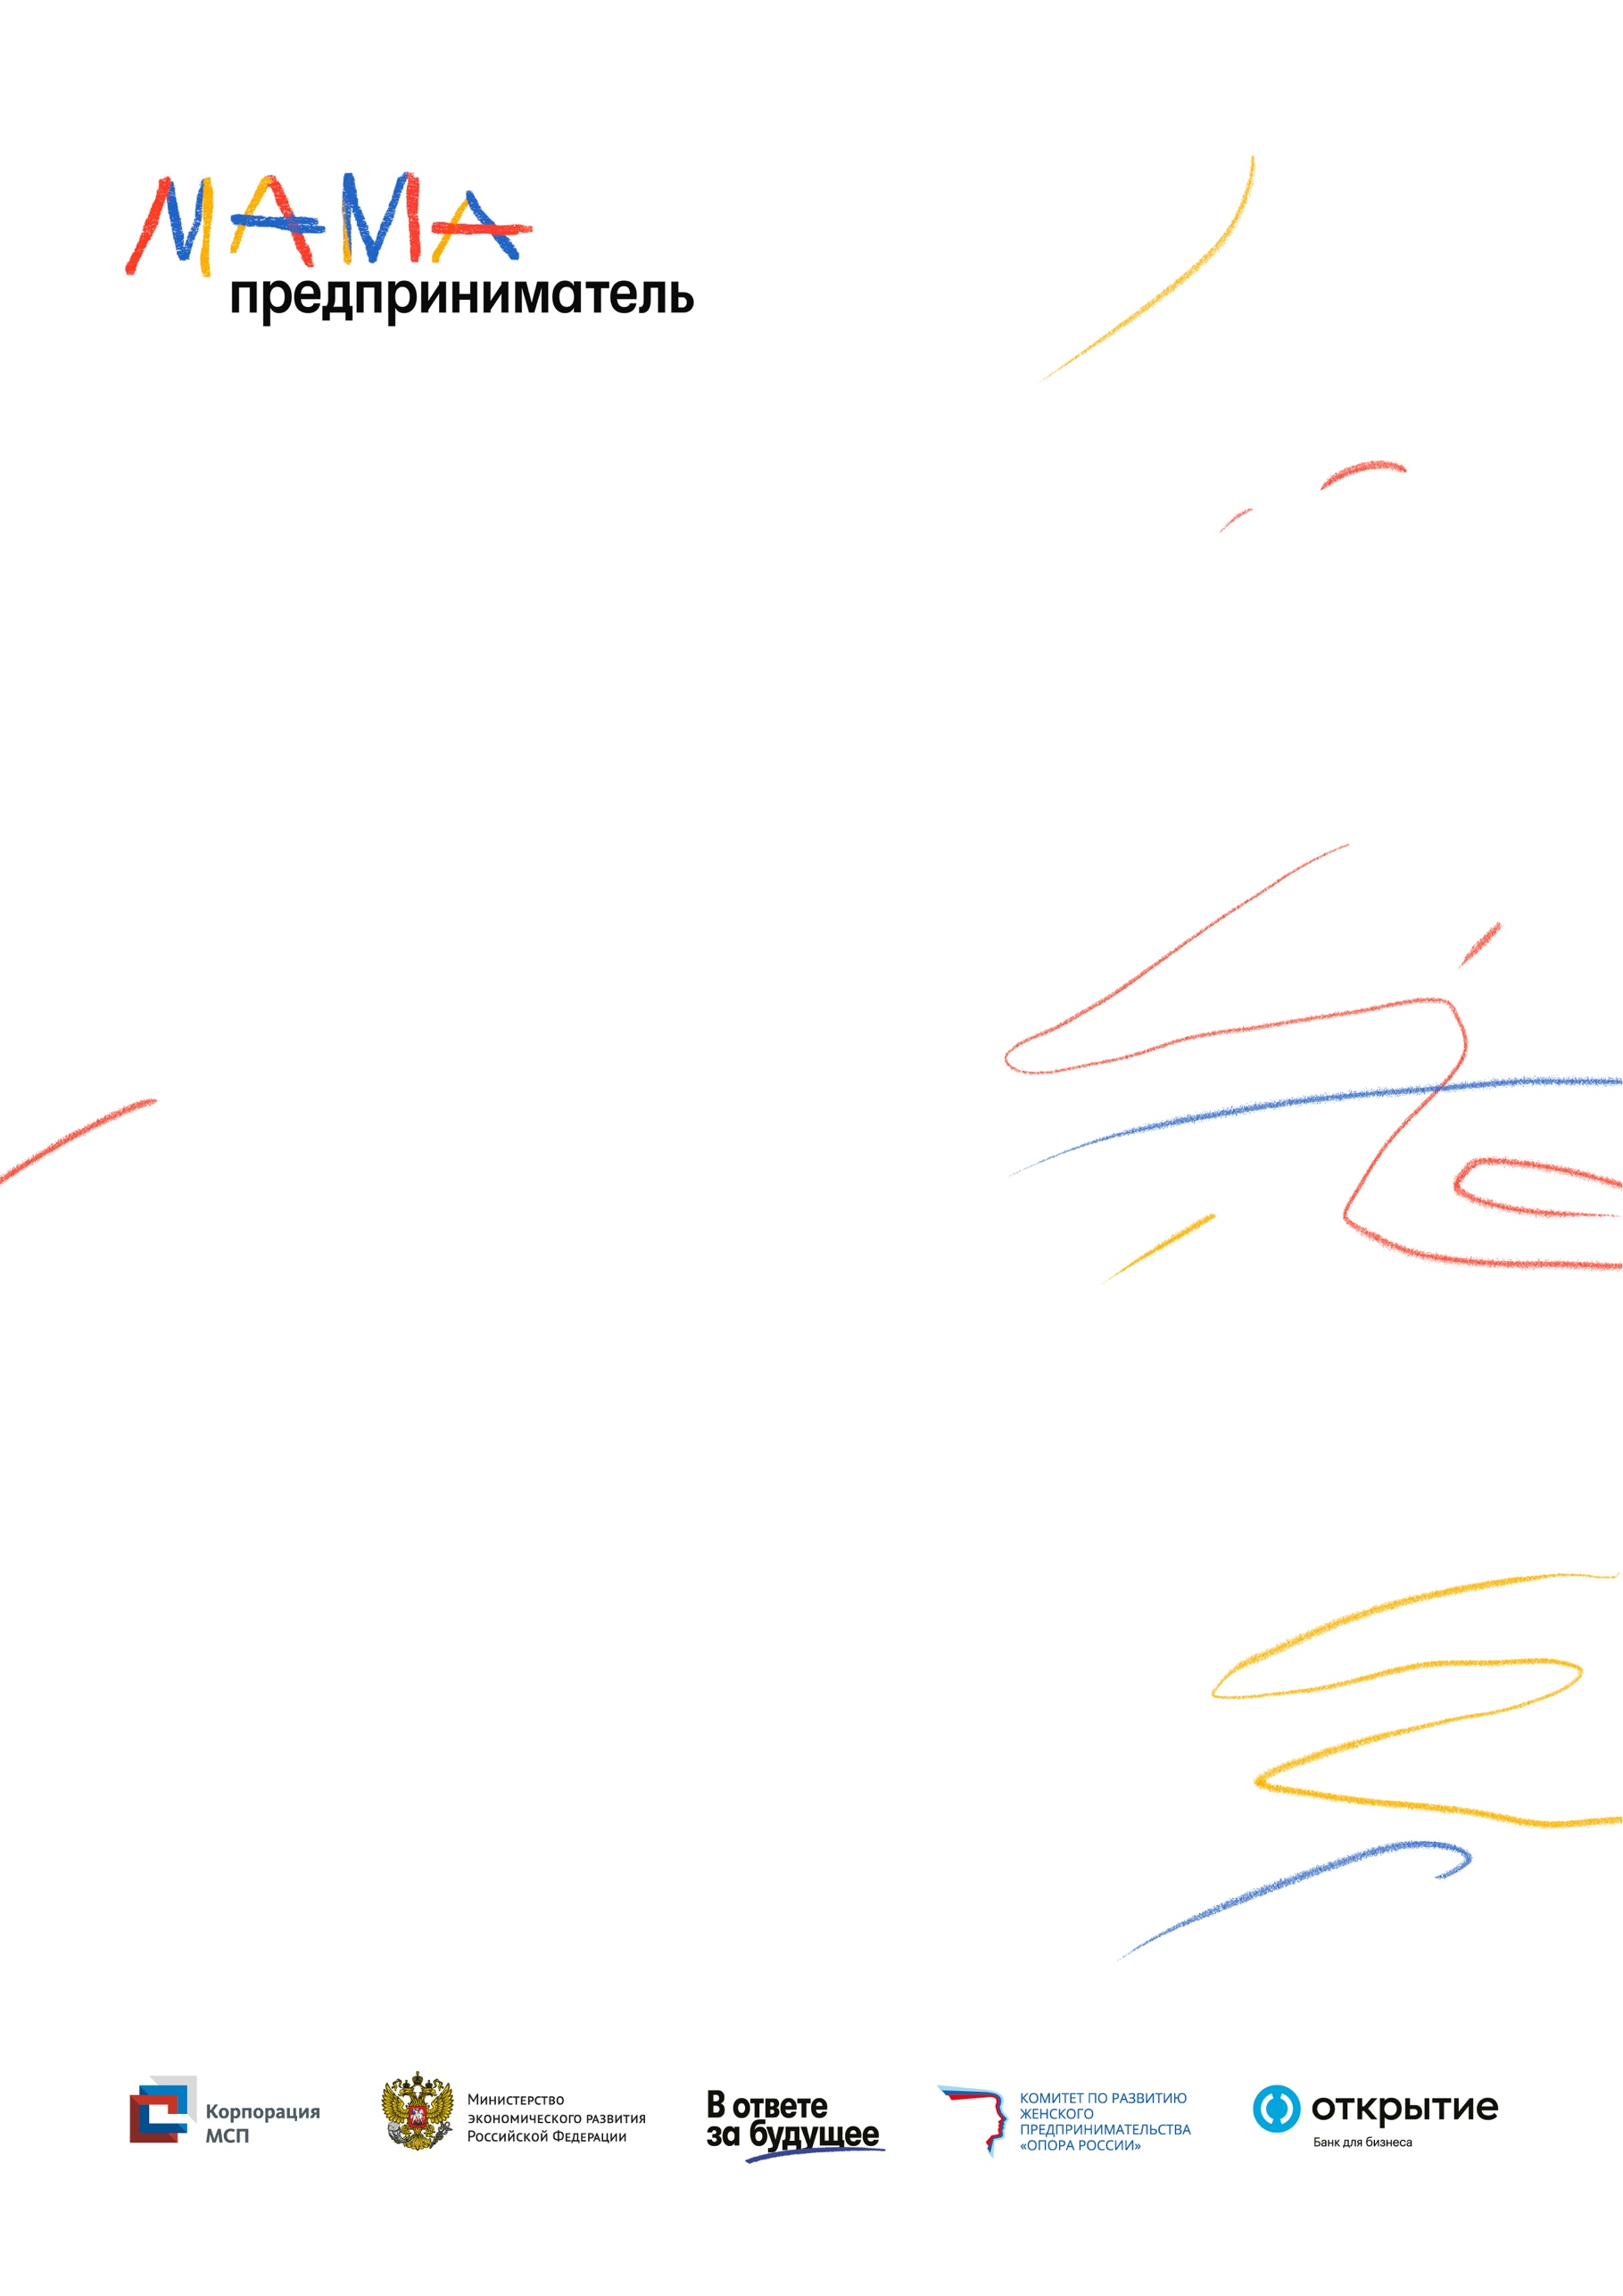 МАМА
предприниматель
Корпорация
МСП
Министерство
экономического развития
Российской Федерации
В ответе
за будущее
КОМИТЕТ ПО РАЗВИТИЮ
ЖЕНСКОГО
ПРЕДПРИНИМАТЕЛЬСТВА
«ОПОРА РОССИИ»
открытие
Банк для бизнеса